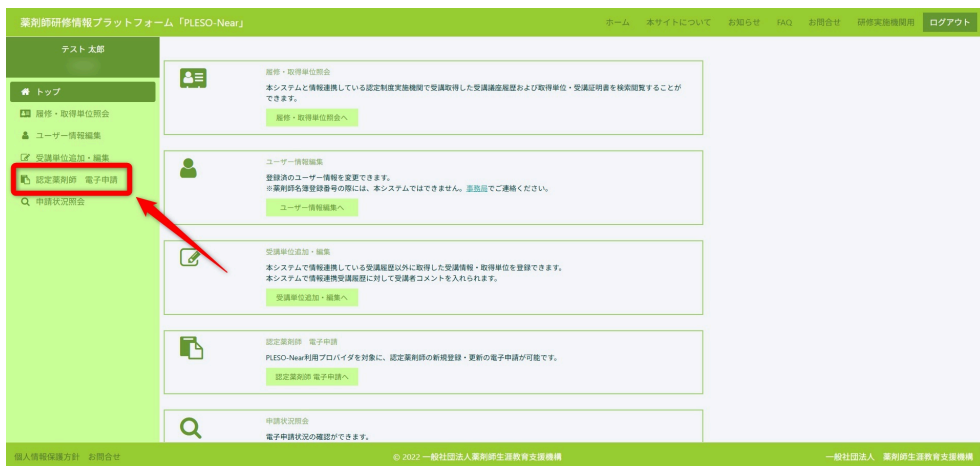 薬剤師研修情報プラットフォーム「PLESO-Near」
ホーム 本サイトについて お知らせ FAQ お問合せ 研修実施機関用 ログアウト
テスト 太郎
トップ
履修・取得単位照会
ユーザー情報編集
受講単位追加・編集
認定薬剤師 電子申請
申請状況照会
履修・取得単位照会
本システムと情報連携している認定制度実施機関で受講取得した受講講座履歴および取得単位・受講証明書を検索閲覧することが
できます。
履修・取得単位照会へ
ユーザー情報編集
登録済のユーザー情報を変更できます。
※薬剤師名簿登録番号の際には、本システムではできません。事務局でご連絡ください。
ユーザー情報編集へ
受講単位追加・編集
本システムで情報連携している受講履歴以外に取得した受講情報・取得単位を登録できます。
本システムで情報連携受講履歴に対して受講者コメントを入れられます。
受講単位追加・編集へ
認定薬剤師 電子申請
PLESO-Near利用プロバイダを対象に、認定薬剤師の新規登録・更新の電子申請が可能です。
認定薬剤師 電子申請へ
申請状況照会
電子申請状況の確認ができます。
個人情報保護方針 お問合せ
© 2022 一般社団法人薬剤師生涯教育支援機構
一般社団法人 薬剤師生涯教育支援機構